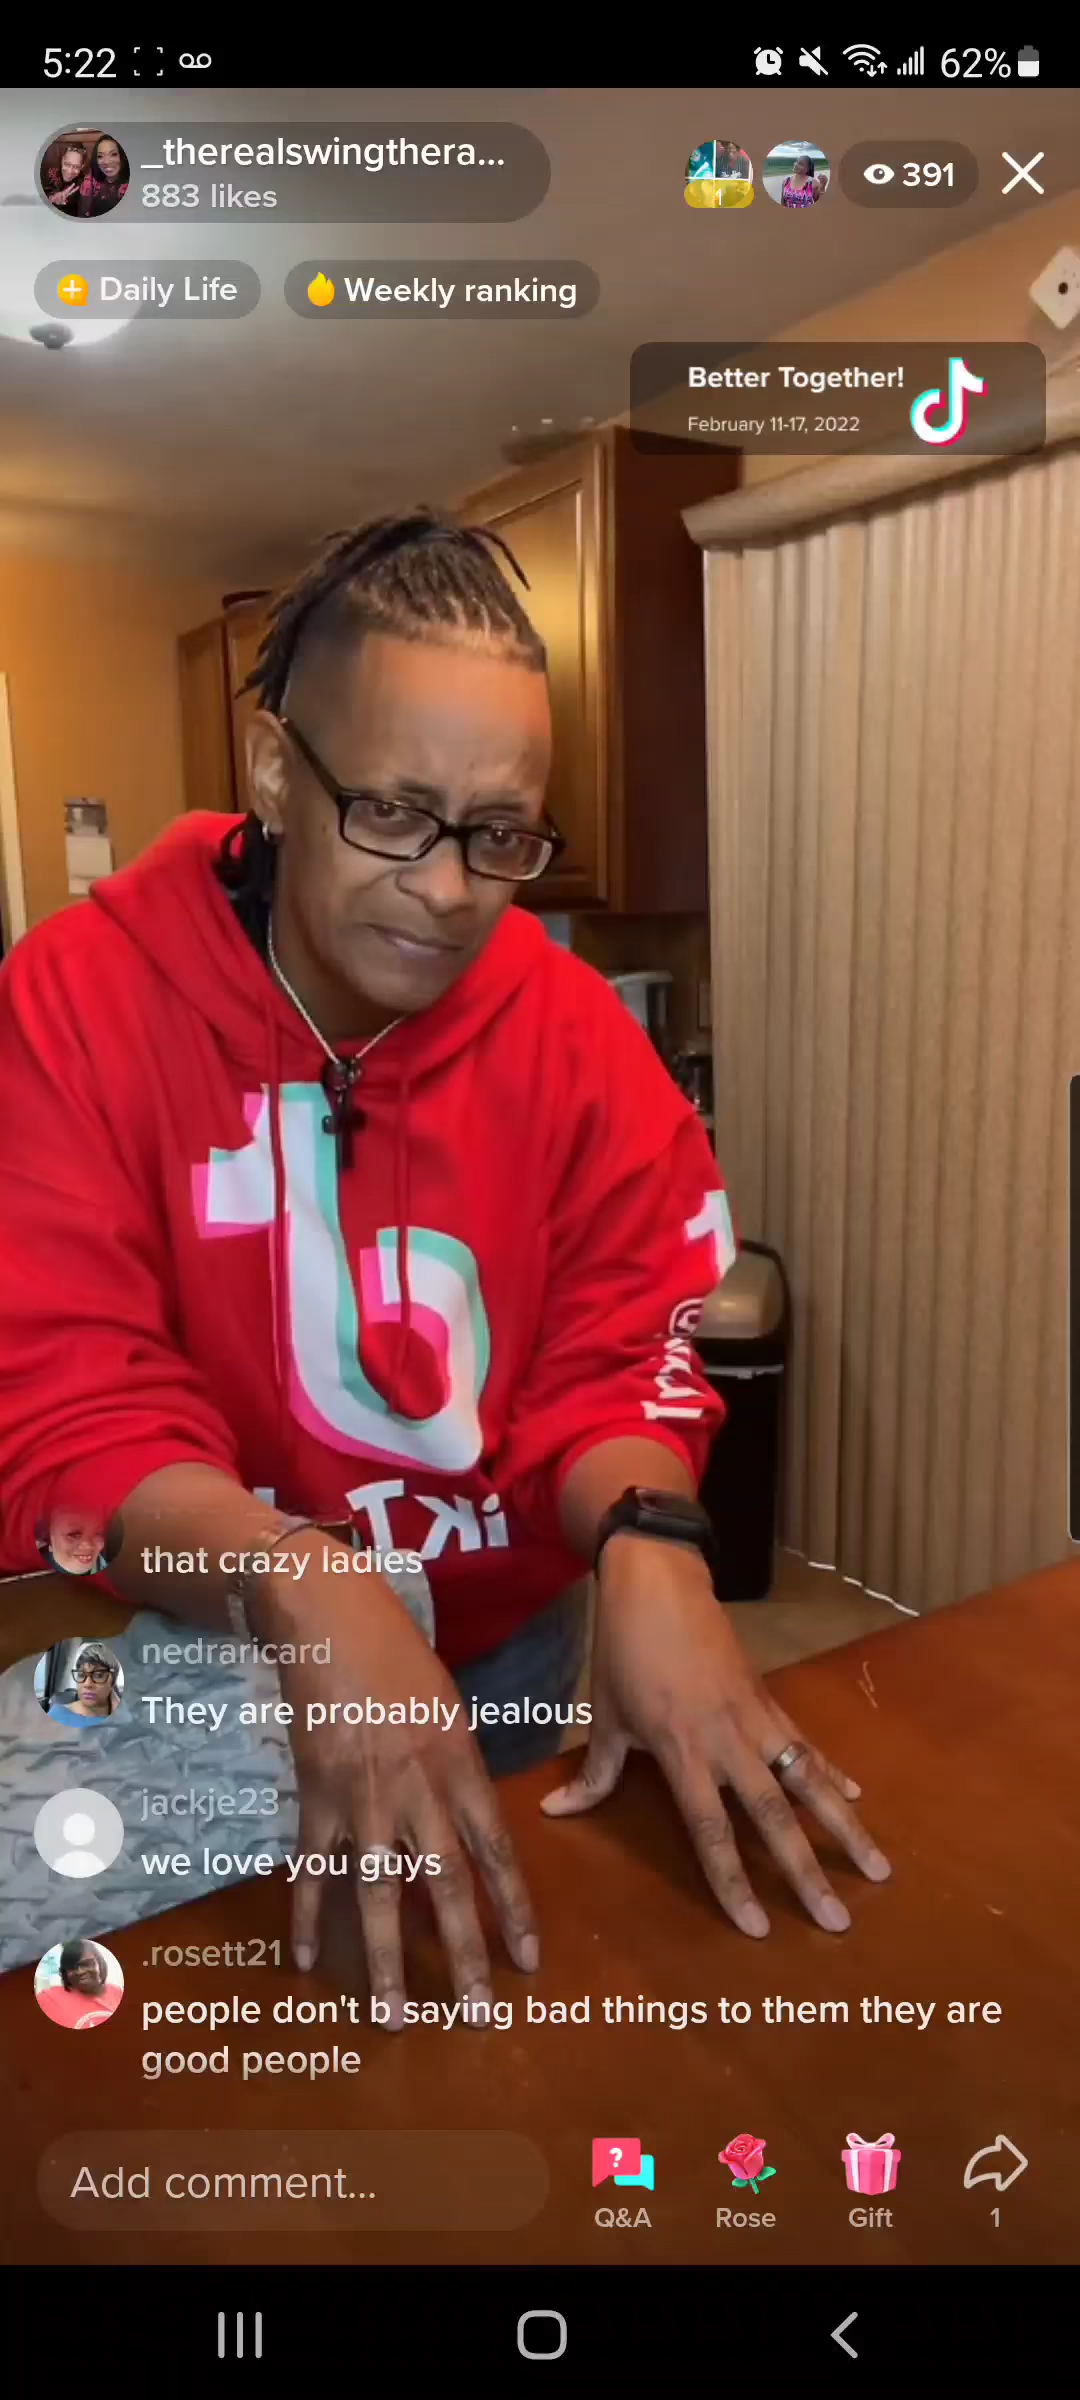 5:22
62%
_therealswingthera...
883 likes
1
391
Daily Life
Weekly ranking
Better Together!
February 11-17, 2022
that crazy ladies
nedraricard
They are probably jealous
jackje23
we love you guys
.rosett21
people don't b saying bad things to them they are
good people
Add comment...
?
Q&A
Rose
Gift
1